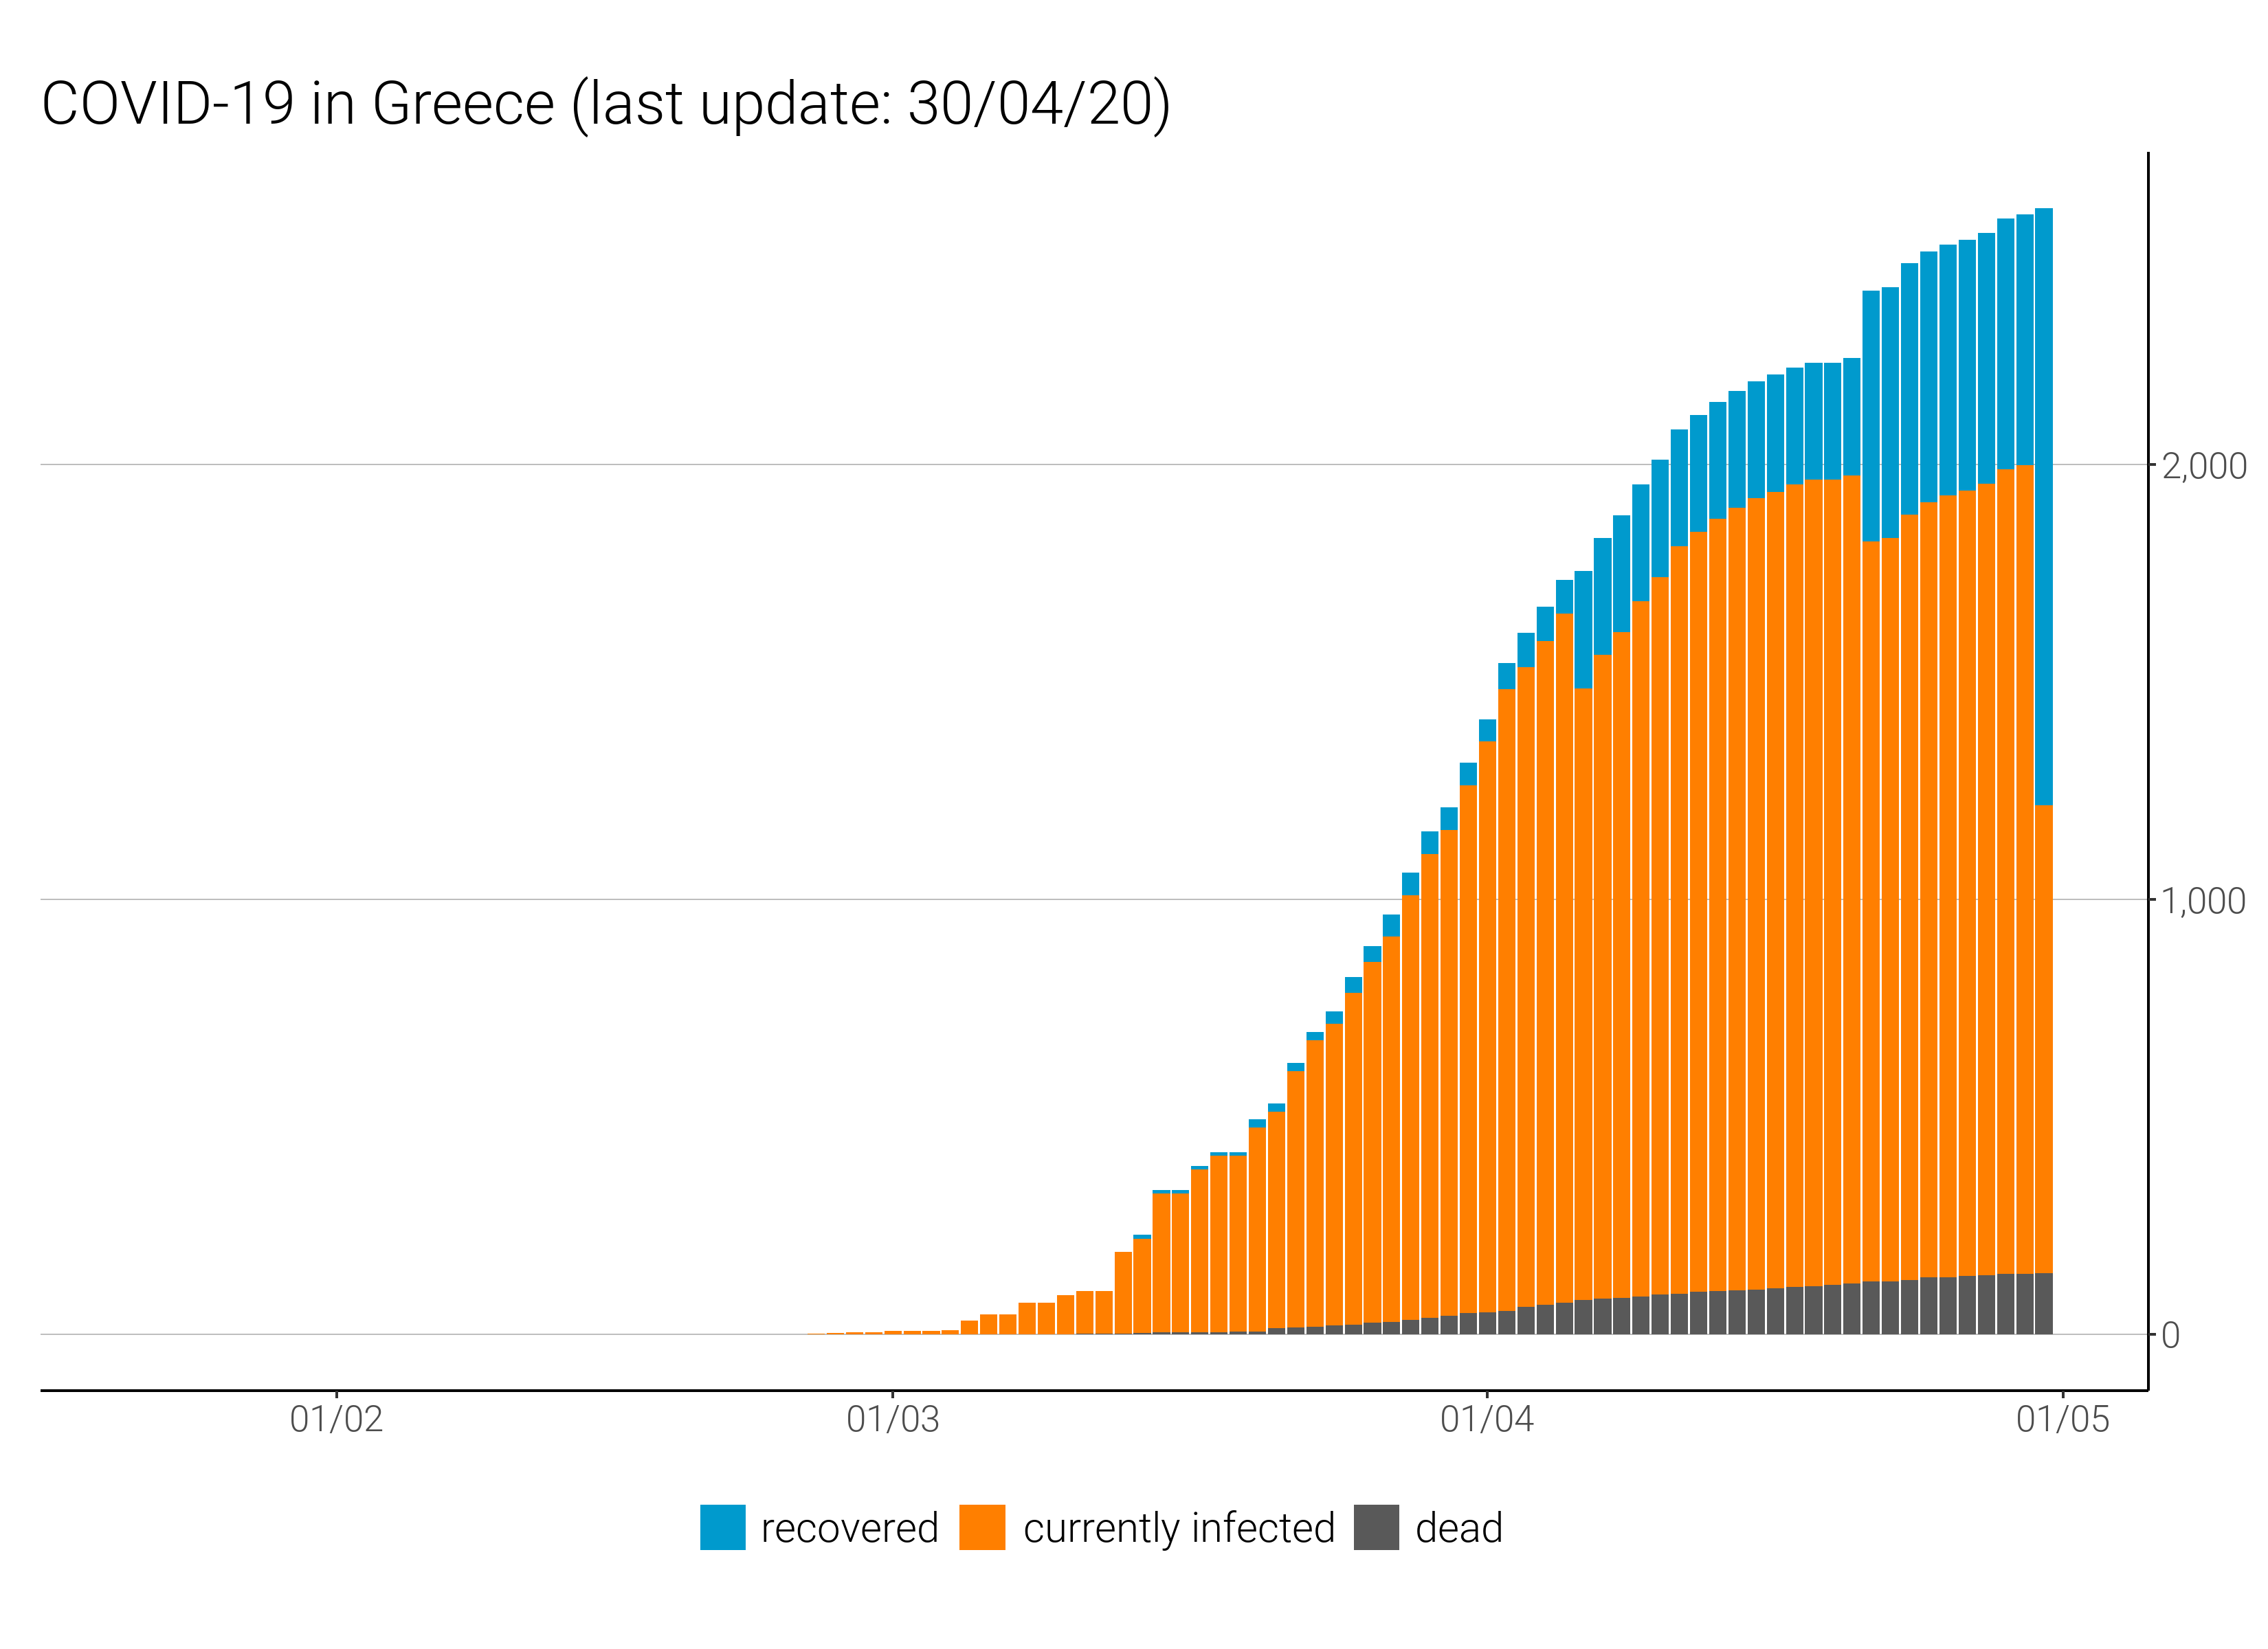 COVID-19 in Greece (last update: 30/04/20)
2,000
1,000
0
01/02 01/03 01/04 01/05
recovered currently infected dead